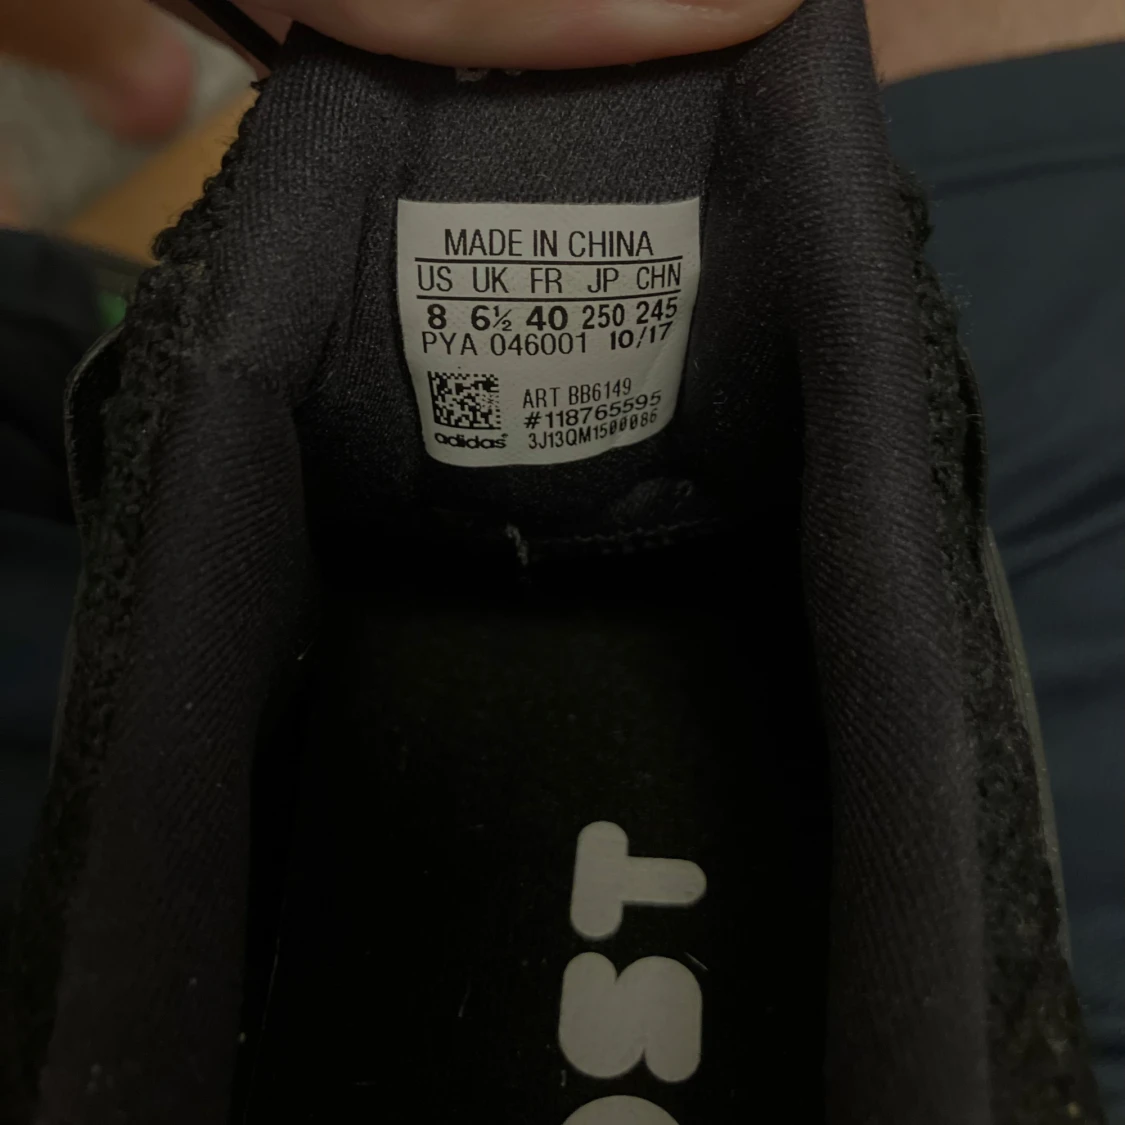 MADE IN CHINA
US UK FR JP CHN
8 6½ 40 250 245
PYA 046001 10/17
ART BB6149
#118765595
adidas
3J13QM1500086
ST